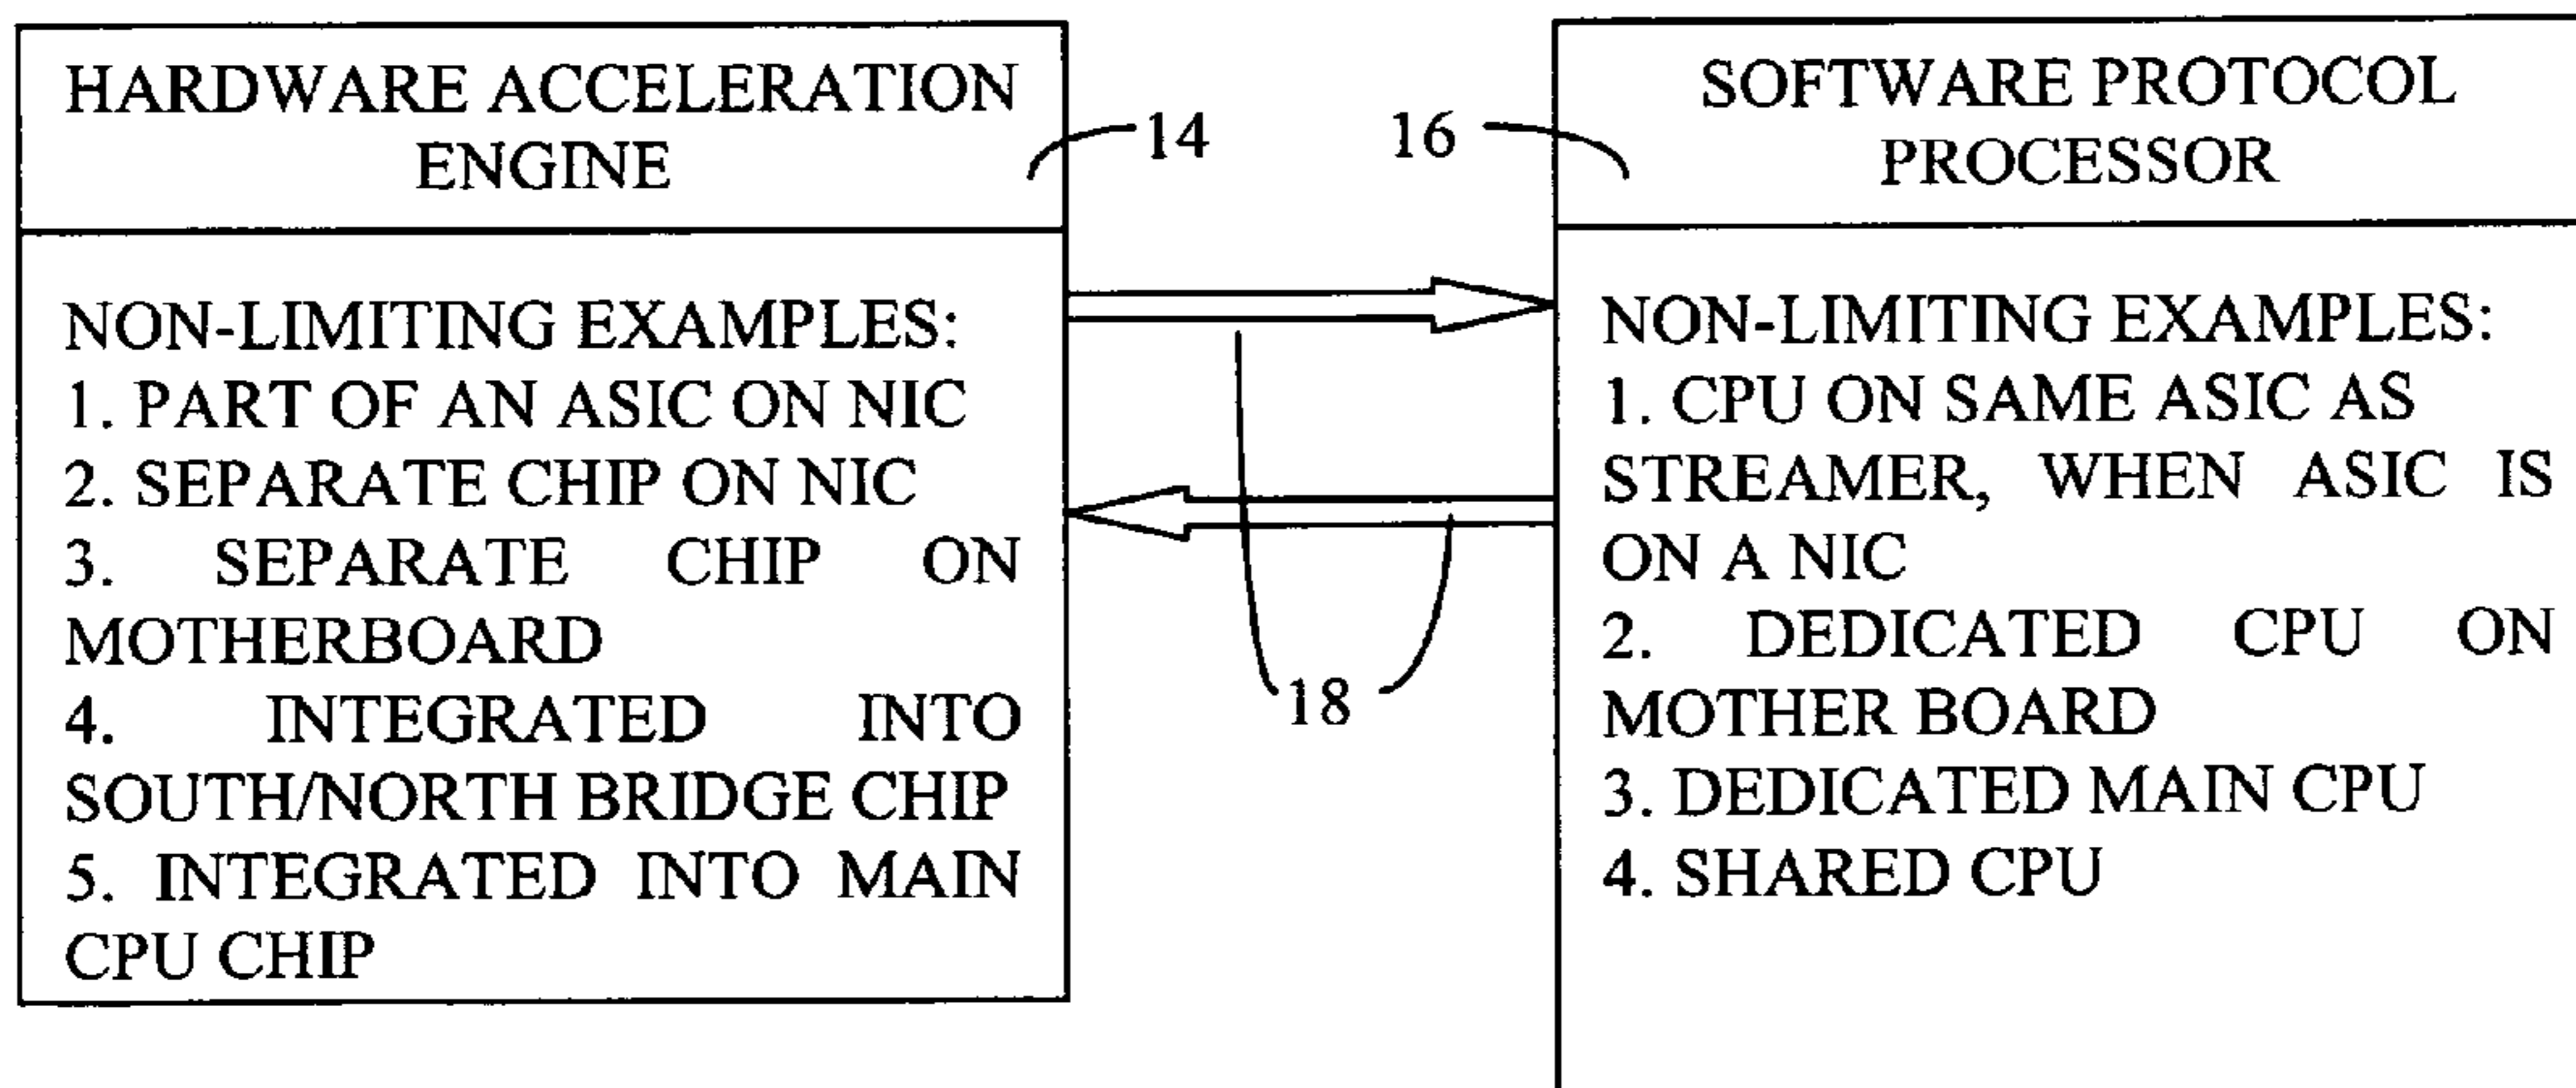 HARDWARE ACCELERATION
ENGINE
14
NON-LIMITING EXAMPLES:
1. PART OF AN ASIC ON NIC
2. SEPARATE CHIP ON NIC
3. SEPARATE CHIP ON
MOTHERBOARD
4. INTEGRATED INTO
SOUTH/NORTH BRIDGE CHIP
5. INTEGRATED INTO MAIN
CPU CHIP
18
16
SOFTWARE PROTOCOL
PROCESSOR
NON-LIMITING EXAMPLES:
1. CPU ON SAME ASIC AS
STREAMER, WHEN ASIC IS
ON A NIC
2. DEDICATED CPU ON
MOTHER BOARD
3. DEDICATED MAIN CPU
4. SHARED CPU